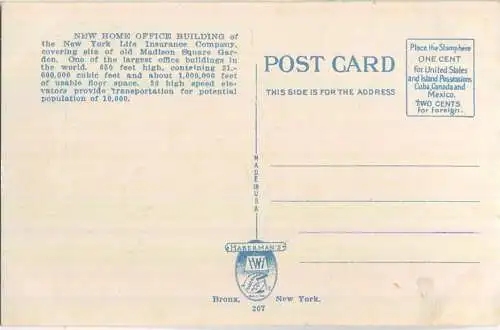 NEW HOME OFFICE BUILDING of
the New York Life Insurance Company,
covering site of old Madison Square Gar-
den. One of the largest office buildings in
the world. 650 feet high, containing 21,-
600,000 cubic feet and about 1,000,000 feet
of usable floor space. 28 high speed ele-
vators provide transportation for potential
population of 10,000.
POST CARD
THIS SIDE IS FOR THE ADDRESS
Place the Stamp here
ONE CENT
for United States
and Island Possessions
Cuba, Canada and
Mexico.
TWO CENTS
for foreign.
MADE IN USA
HABERMAN'S
Bronx, New York.
207